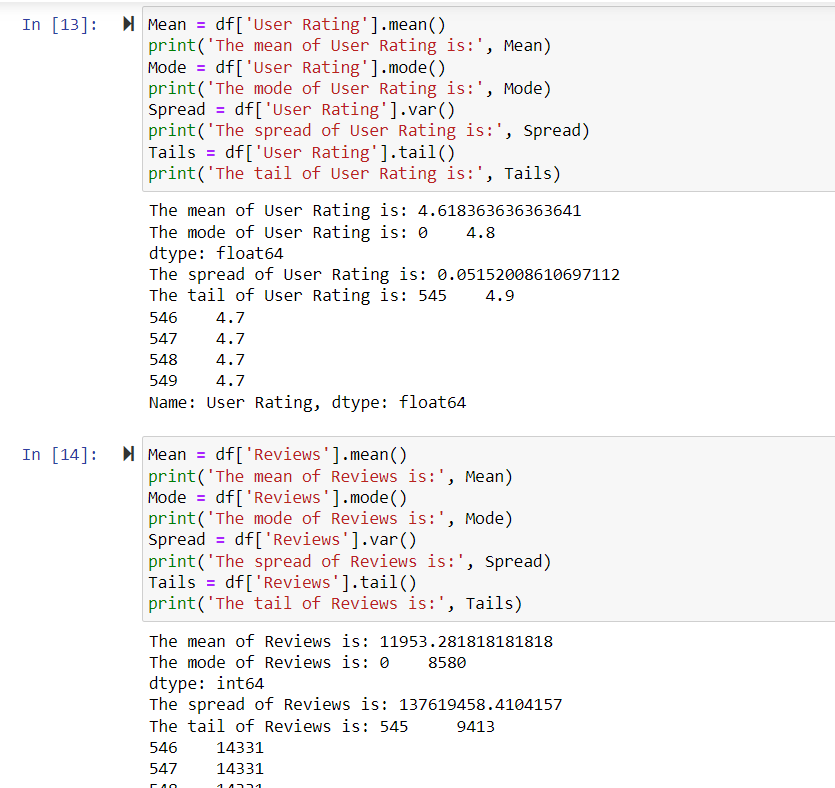 In [13]: Mean = df['User Rating'].mean()
print('The mean of User Rating is:', Mean)
Mode = df['User Rating'].mode()
print('The mode of User Rating is:', Mode)
Spread = df['User Rating'].var()
print('The spread of User Rating is:', Spread)
Tails = df['User Rating'].tail()
print('The tail of User Rating is:', Tails)
The mean of User Rating is: 4.618363636363641
The mode of User Rating is: 0    4.8
dtype: float64
The spread of User Rating is: 0.05152008610697112
The tail of User Rating is: 545    4.9
546    4.7
547    4.7
548    4.7
549    4.7
Name: User Rating, dtype: float64
In [14]: Mean = df['Reviews'].mean()
print('The mean of Reviews is:', Mean)
Mode = df['Reviews'].mode()
print('The mode of Reviews is:', Mode)
Spread = df['Reviews'].var()
print('The spread of Reviews is:', Spread)
Tails = df['Reviews'].tail()
print('The tail of Reviews is:', Tails)
The mean of Reviews is: 11953.281818181818
The mode of Reviews is: 0    8580
dtype: int64
The spread of Reviews is: 137619458.4104157
The tail of Reviews is: 545     9413
546    14331
547    14331
548    14331